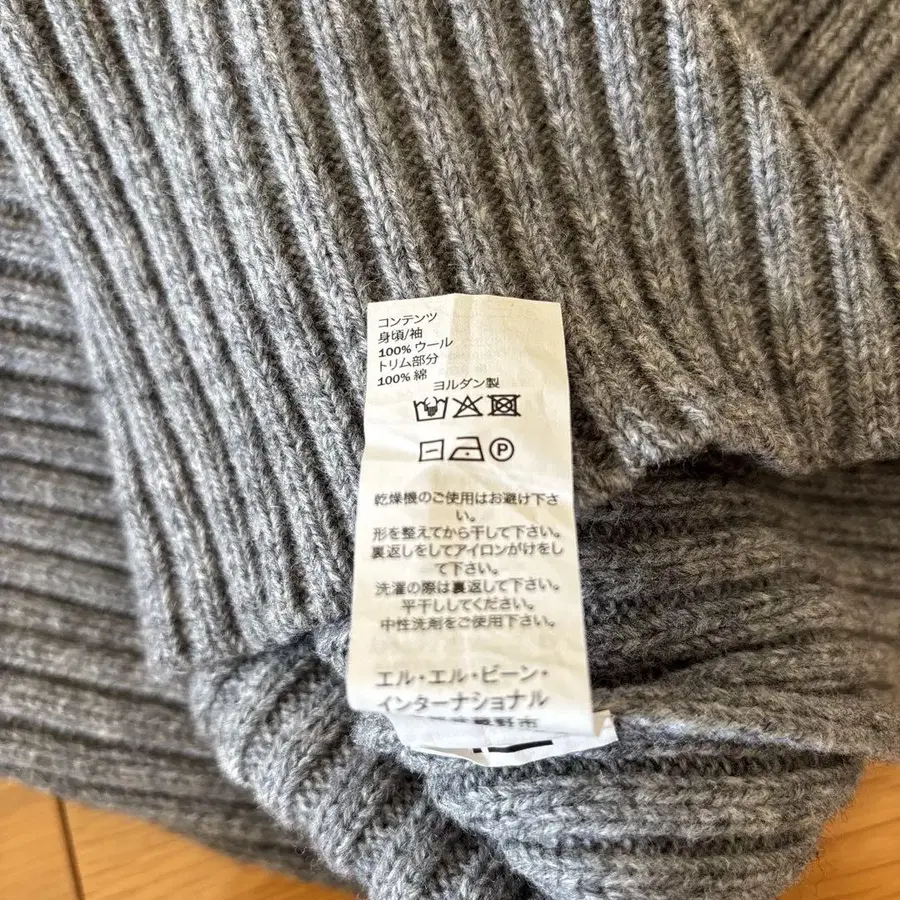 コンテンツ
身頃/袖
100% ウール
トリム部分
100% 綿
ヨルダン製
P
乾燥機のご使用はお避け下さ
い。
形を整えてから干して下さい。
裏返しをしてアイロンがけをし
て下さい。
洗濯の際は裏返して下さい。
平干ししてください。
中性洗剤をご使用下さい。
エル・エル・ビーン・
インターナショナル